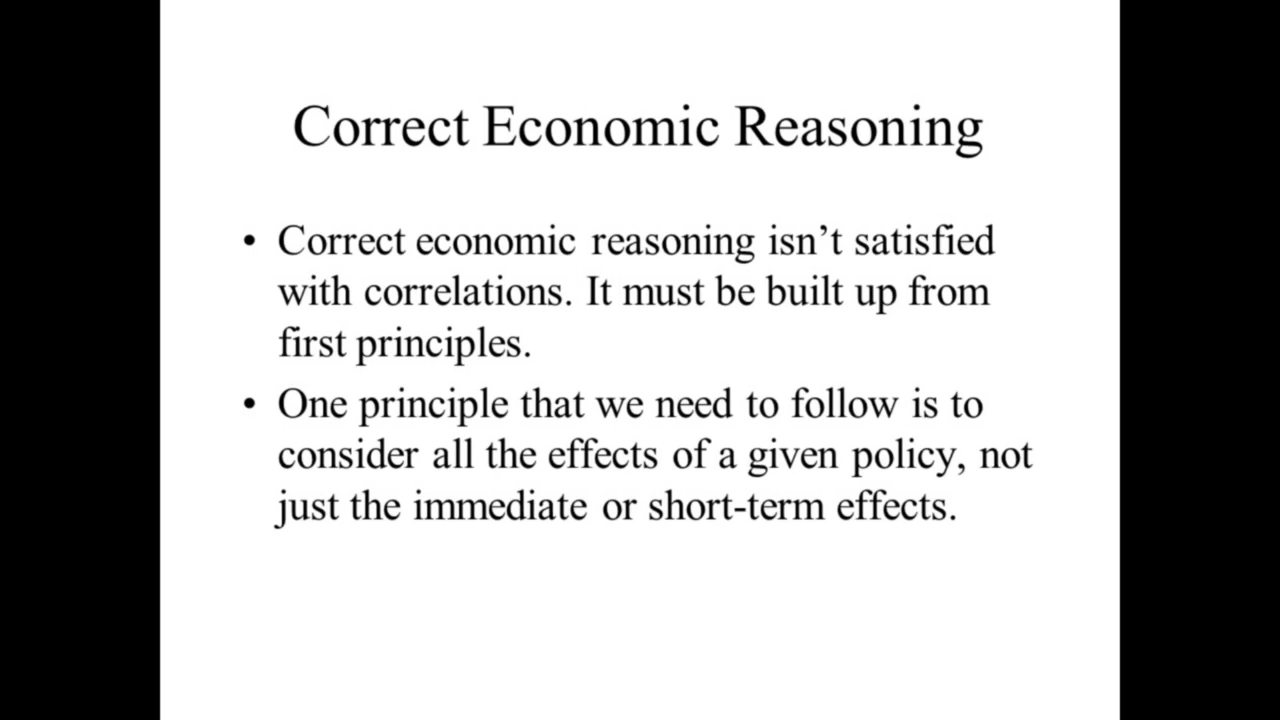 Correct Economic Reasoning
• Correct economic reasoning isn’t satisfied
with correlations. It must be built up from
first principles.
• One principle that we need to follow is to
consider all the effects of a given policy, not
just the immediate or short-term effects.